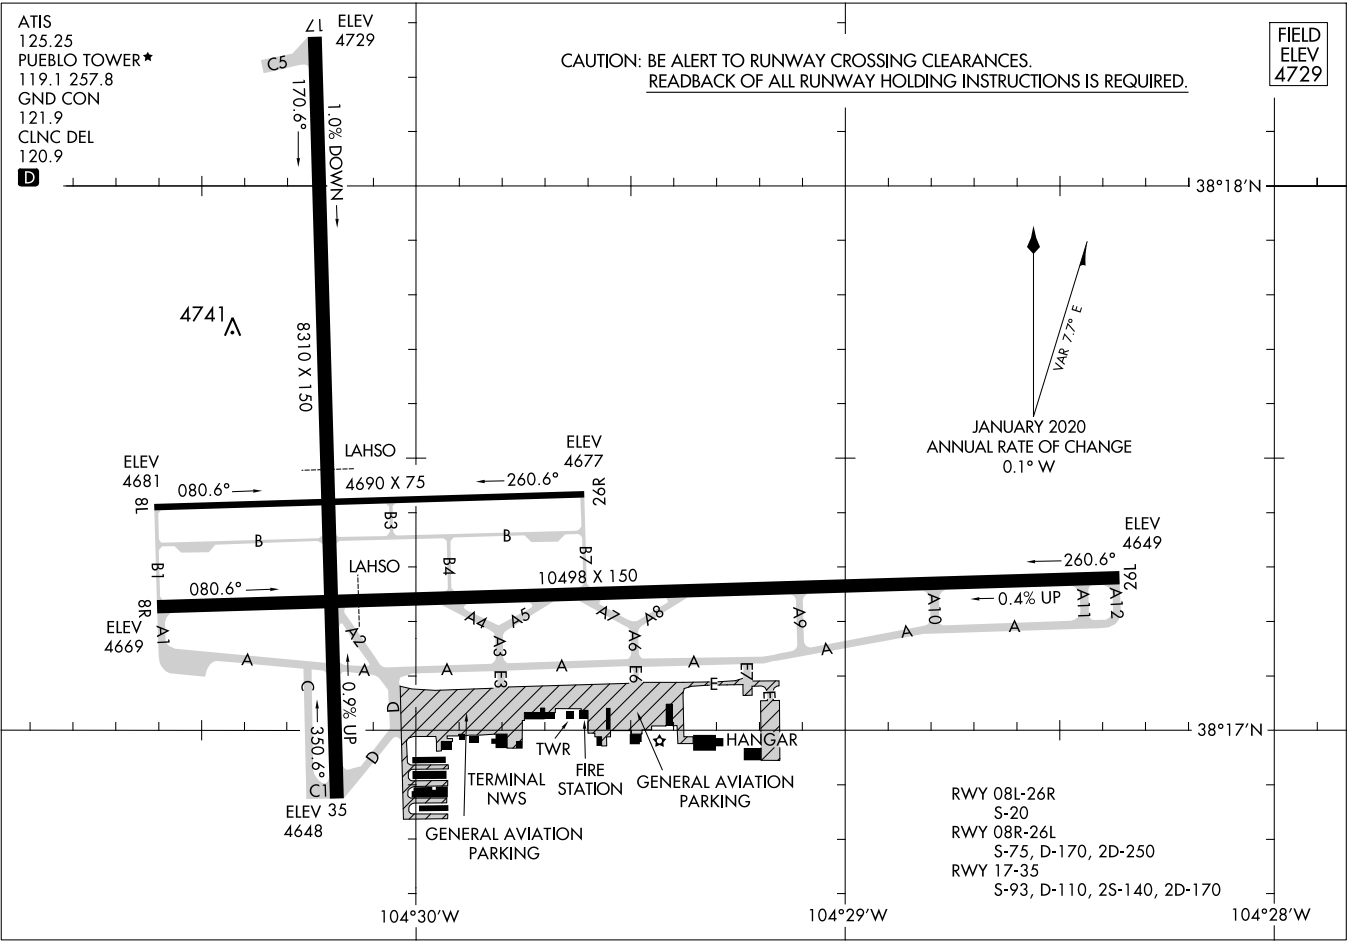 ATIS
125.25
PUEBLO TOWER★
119.1 257.8
GND CON
121.9
CLNC DEL
120.9
D
17
ELEV
4729
C5
170.6°
1.0% DOWN
CAUTION: BE ALERT TO RUNWAY CROSSING CLEARANCES.
READBACK OF ALL RUNWAY HOLDING INSTRUCTIONS IS REQUIRED.
FIELD
ELEV
4729
38°18'N
4741
8310 X 150
VAR 7.7° E
JANUARY 2020
ANNUAL RATE OF CHANGE
0.1° W
LAHSO
ELEV
4681
8L
080.6°
4690 X 75
260.6°
ELEV
4677
26R
B
B3
B
B1
B4
B7
LAHSO
080.6°
8R
ELEV
4669
10498 X 150
260.6°
ELEV
4649
26L
0.4% UP
A1
A2
A4
A5
A7
A8
A3
A6
A9
A10
A11
A12
A
A
A
A
A
A
A
A
E3
E6
E7
E
E
C
D
D
0.9% UP
350.6°
C1
ELEV
4648
35
TWR
FIRE
STATION
HANGAR
TERMINAL
NWS
GENERAL AVIATION
PARKING
GENERAL AVIATION
PARKING
38°17'N
RWY 08L-26R
S-20
RWY 08R-26L
S-75, D-170, 2D-250
RWY 17-35
S-93, D-110, 2S-140, 2D-170
104°30'W
104°29'W
104°28'W